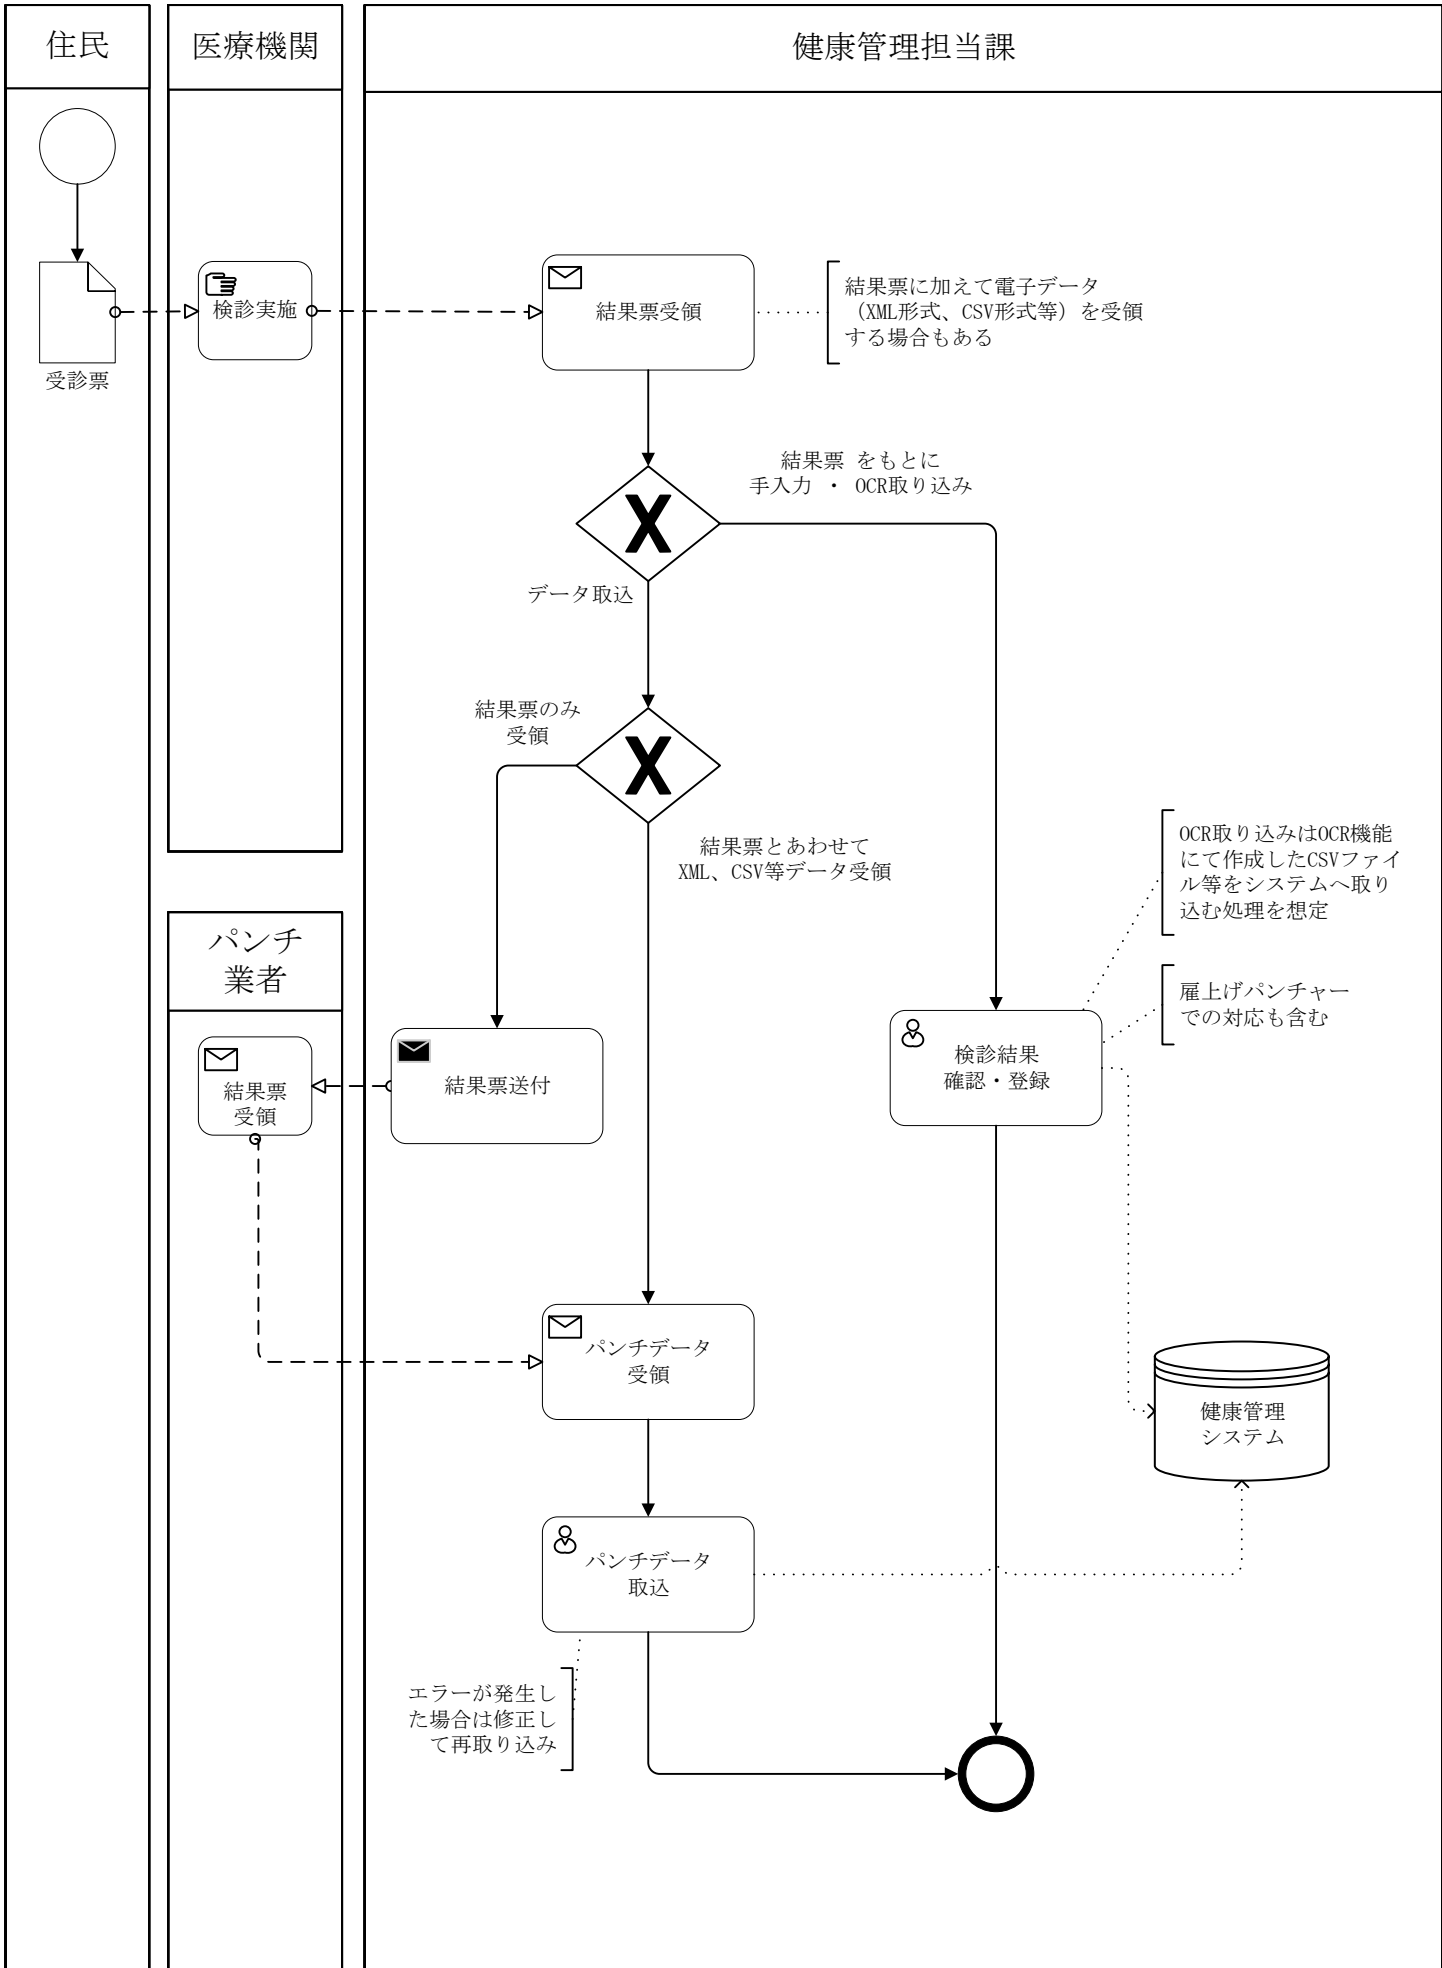 住民
医療機関
健康管理担当課
受診票
検診実施
結果票受領
結果票に加えて電子データ
（XML形式、CSV形式等）を受領
する場合もある
結果票 をもとに
手入力 ・ OCR取り込み
データ取込
結果票のみ
受領
結果票とあわせて
XML、CSV等データ受領
OCR取り込みはOCR機能
にて作成したCSVファイ
ル等をシステムへ取り
込む処理を想定
雇上げパンチャー
での対応も含む
パンチ
業者
結果票
受領
結果票送付
検診結果
確認・登録
パンチデータ
受領
健康管理
システム
パンチデータ
取込
エラーが発生し
た場合は修正し
て再取り込み